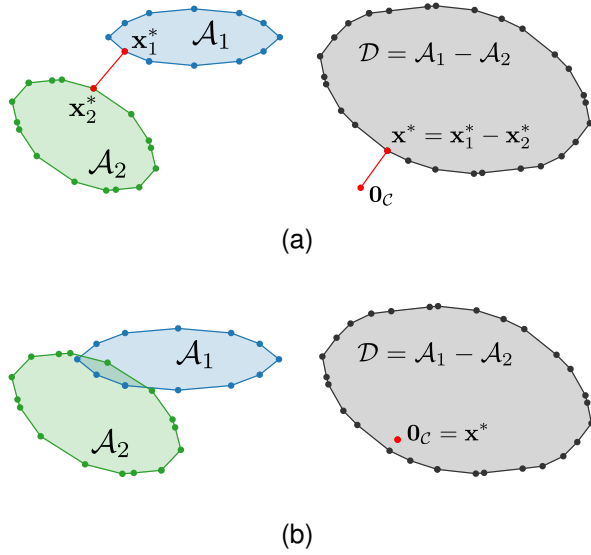 𝒜₁
𝐱₁*
𝐱₂*
𝒜₂
𝒟 = 𝒜₁ − 𝒜₂
𝐱* = 𝐱₁* − 𝐱₂*
𝟎_𝒞
(a)
𝒜₁
𝒜₂
𝒟 = 𝒜₁ − 𝒜₂
𝟎_𝒞 = 𝐱*
(b)